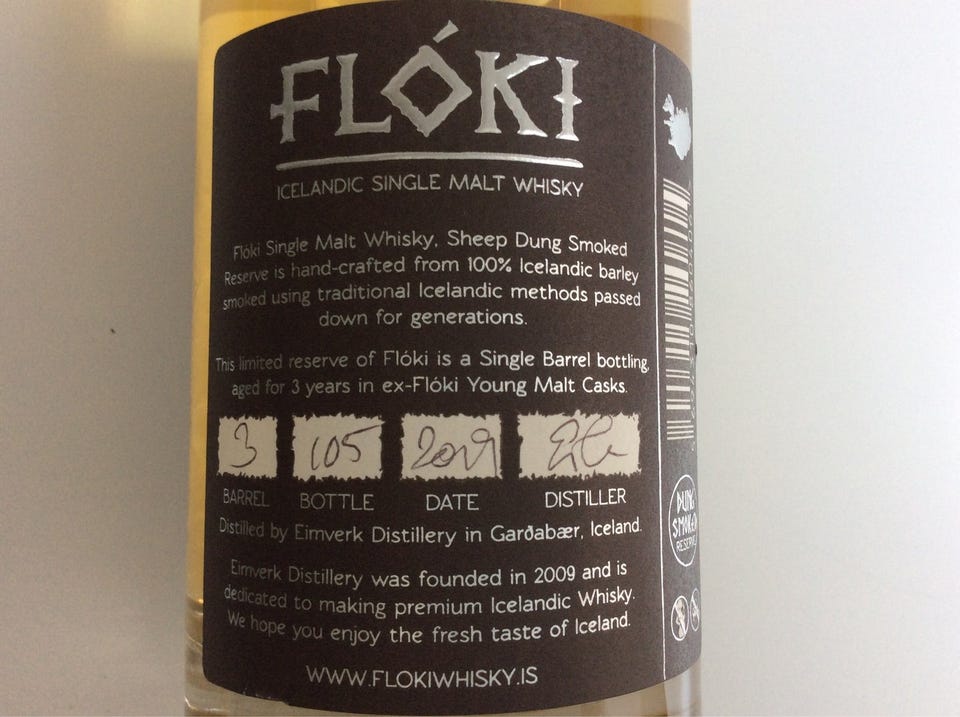 FLÓKI
ICELANDIC SINGLE MALT WHISKY
Flóki Single Malt Whisky, Sheep Dung Smoked
Reserve is hand-crafted from 100% Icelandic barley
smoked using traditional Icelandic methods passed
down for generations.
This limited reserve of Flóki is a Single Barrel bottling,
aged for 3 years in ex-Flóki Young Malt Casks.
3 105 2019
BARREL BOTTLE DATE DISTILLER
Distilled by Eimverk Distillery in Garðabær, Iceland.
Eimverk Distillery was founded in 2009 and is
dedicated to making premium Icelandic Whisky.
We hope you enjoy the fresh taste of Iceland.
WWW.FLOKIWHISKY.IS
DUNG
SMOKED
RESERVE